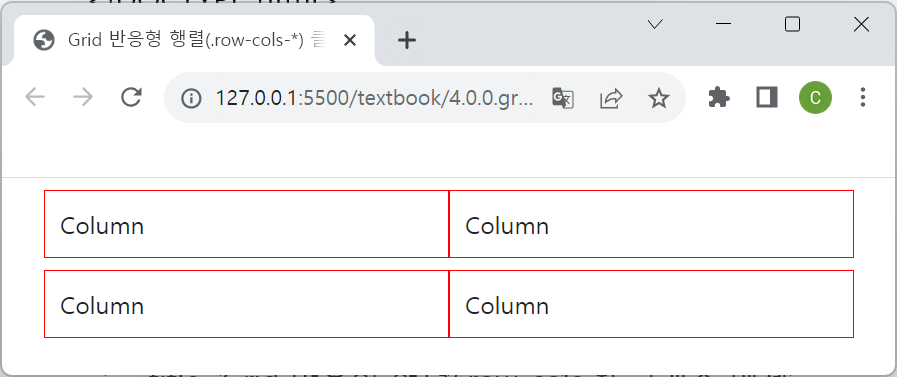 Grid 반응형 행렬(.row-cols-*)
127.0.0.1:5500/textbook/4.0.0.gr...
C
Column Column
Column Column